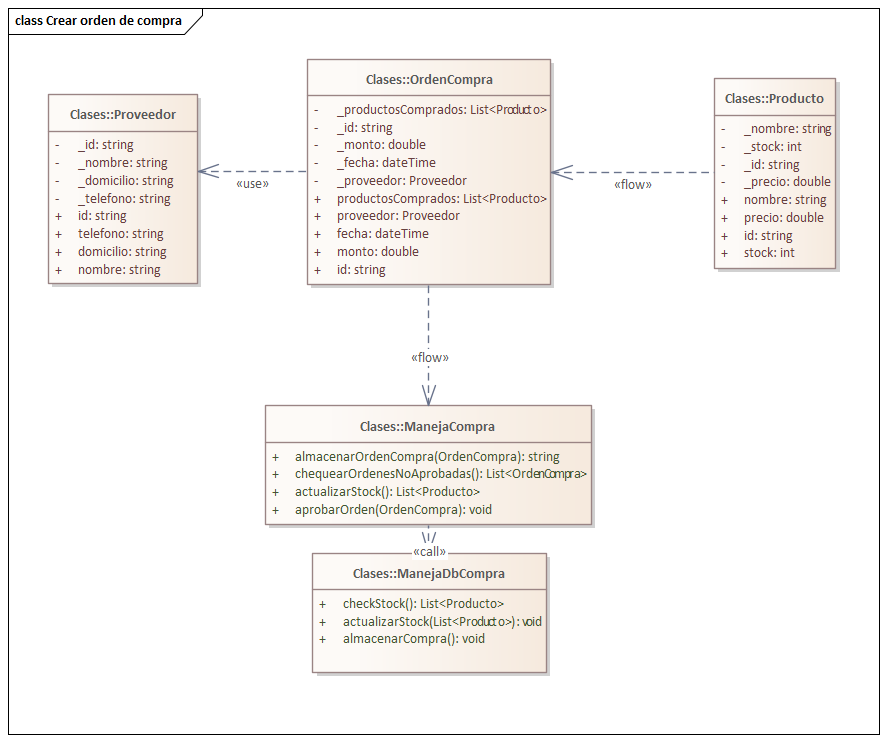 class Crear orden de compra
Clases::Proveedor
- _id: string
- _nombre: string
- _domicilio: string
- _telefono: string
+ id: string
+ telefono: string
+ domicilio: string
+ nombre: string
«use»
Clases::OrdenCompra
- _productosComprados: List<Producto>
- _id: string
- _monto: double
- _fecha: dateTime
- _proveedor: Proveedor
+ productosComprados: List<Producto>
+ proveedor: Proveedor
+ fecha: dateTime
+ monto: double
+ id: string
«flow»
Clases::Producto
- _nombre: string
- _stock: int
- _id: string
- _precio: double
+ nombre: string
+ precio: double
+ id: string
+ stock: int
«flow»
Clases::ManejaCompra
+ almacenarOrdenCompra(OrdenCompra): string
+ chequearOrdenesNoAprobadas(): List<OrdenCompra>
+ actualizarStock(): List<Producto>
+ aprobarOrden(OrdenCompra): void
«call»
Clases::ManejaDbCompra
+ checkStock(): List<Producto>
+ actualizarStock(List<Producto>): void
+ almacenarCompra(): void